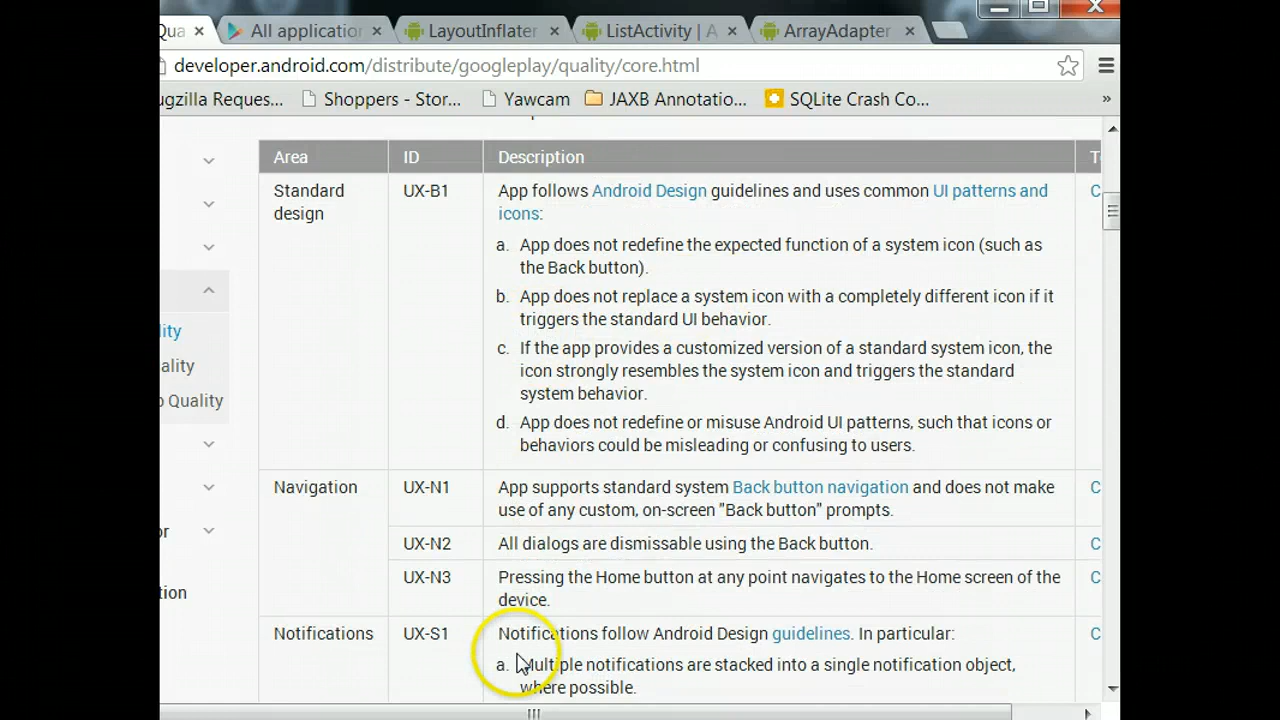 Qua
All application
LayoutInflater
ListActivity | A
ArrayAdapter
developer.android.com/distribute/googleplay/quality/core.html
ugzilla Reques...
Shoppers - Stor...
Yawcam
JAXB Annotatio...
SQLite Crash Co...
»
Area ID Description T
Standard design
UX-B1
App follows Android Design guidelines and uses common UI patterns and
icons:
C
a. App does not redefine the expected function of a system icon (such as
the Back button).
b. App does not replace a system icon with a completely different icon if it
triggers the standard UI behavior.
c. If the app provides a customized version of a standard system icon, the
icon strongly resembles the system icon and triggers the standard
system behavior.
d. App does not redefine or misuse Android UI patterns, such that icons or
behaviors could be misleading or confusing to users.
Navigation
UX-N1
App supports standard system Back button navigation and does not make
use of any custom, on-screen "Back button" prompts.
C
UX-N2
All dialogs are dismissable using the Back button.
C
UX-N3
Pressing the Home button at any point navigates to the Home screen of the
device.
C
Notifications
UX-S1
Notifications follow Android Design guidelines. In particular:
C
a. Multiple notifications are stacked into a single notification object,
where possible.
ity
ality
o Quality
or
tion